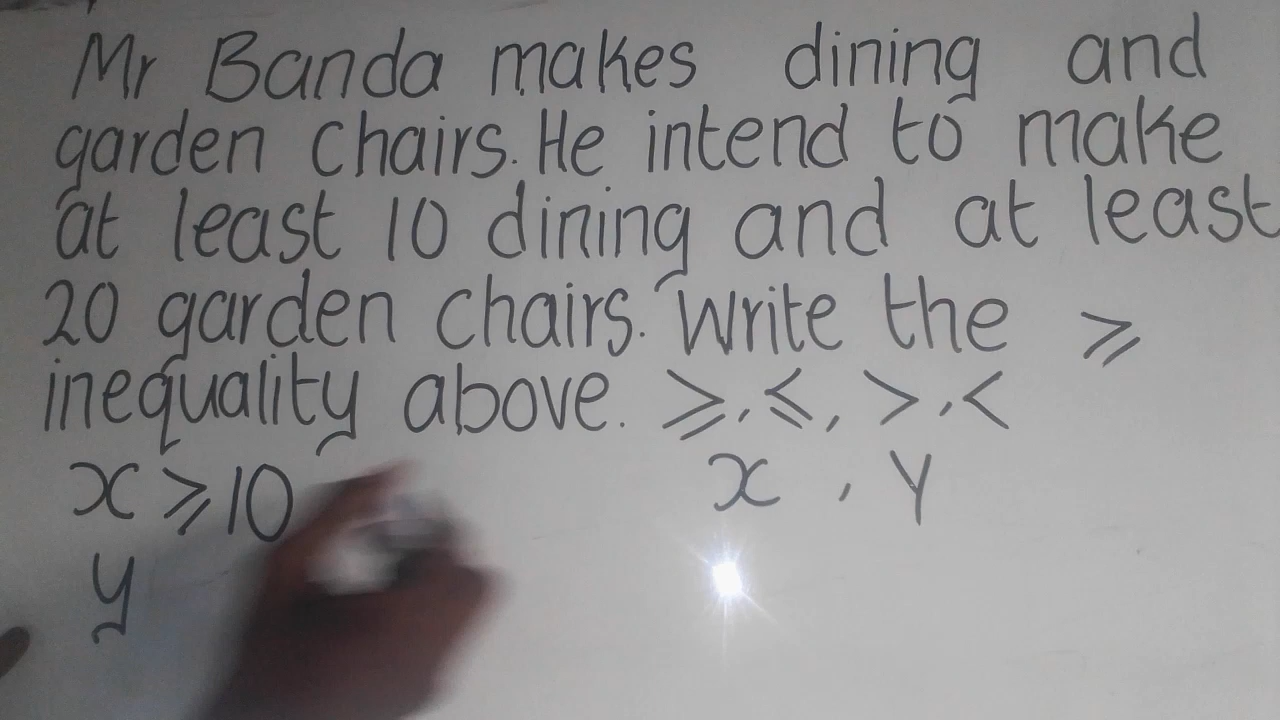 Mr Banda makes dining and
garden chairs. He intend to make
at least 10 dining and at least
20 garden chairs. Write the ⩾
inequality above. ⩾, ⩽, >, <
x ⩾ 10 x, y
y